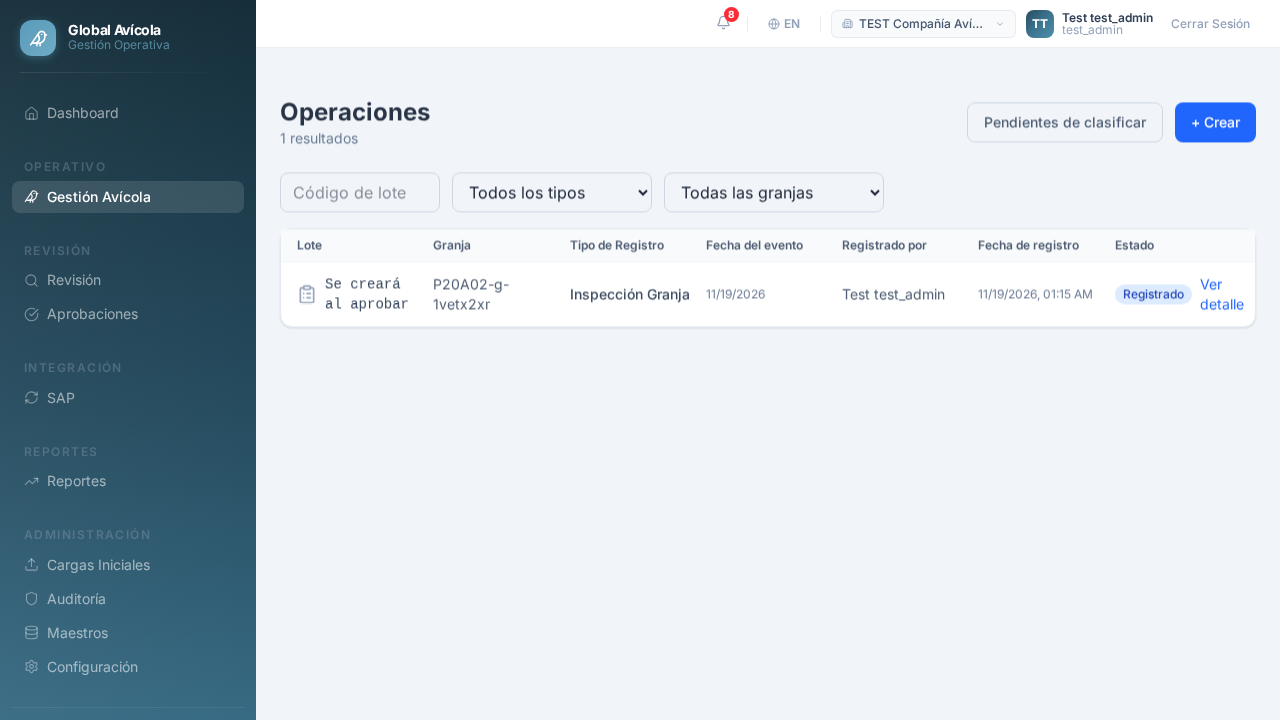 Global Avícola
Gestión Operativa
Dashboard
OPERATIVO
Gestión Avícola
REVISIÓN
Revisión
Aprobaciones
INTEGRACIÓN
SAP
REPORTES
Reportes
ADMINISTRACIÓN
Cargas Iniciales
Auditoría
Maestros
Configuración
8
EN
TEST Compañía Aví...
TT
Test test_admin
test_admin
Cerrar Sesión
Operaciones
1 resultados
Pendientes de clasificar
+ Crear
Código de lote
Todos los tipos
Todas las granjas
Lote Granja Tipo de Registro Fecha del evento Registrado por Fecha de registro Estado
Se creará
al aprobar
P20A02-g-
1vetx2xr
Inspección Granja
11/19/2026
Test test_admin
11/19/2026, 01:15 AM
Registrado
Ver
detalle